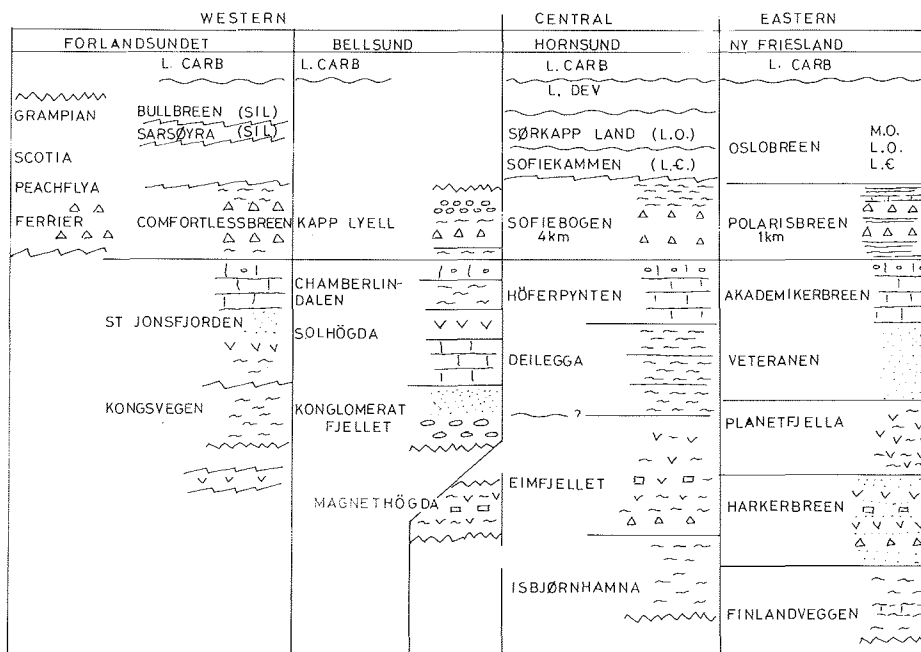 WESTERN CENTRAL EASTERN
FORLANDSUNDET BELLSUND HORNSUND NY FRIESLAND
L. CARB L. CARB L. CARB L. CARB
L. DEV
GRAMPIAN BULLBREEN (SIL)
SARSØYRA (SIL) SØRKAPP LAND (L.O.) M.O.
OSLOBREEN L.O.
SCOTIA SOFIEKAMMEN (L.Є.) L.Є
PEACHFLYA
FERRIER COMFORTLESSBREEN KAPP LYELL SOFIEBOGEN POLARISBREEN
4km 1km
CHAMBERLIN-
DALEN HÖFERPYNTEN AKADEMIKERBREEN
ST JONSFJORDEN SOLHÖGDA
DEILEGGA VETERANEN
KONGSVEGEN KONGLOMERAT ?
FJELLET PLANETFJELLA
MAGNETHÖGDA EIMFJELLET HARKERBREEN
ISBJØRNHAMNA
FINLANDVEGGEN